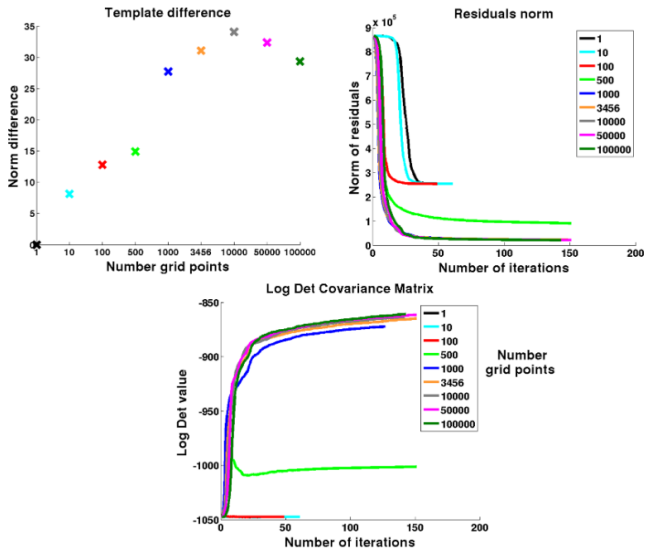 Template difference
Norm difference
35
30
25
20
15
10
5
0
1 10 100 500 1000 3456 10000 50000 100000
Number grid points
Residuals norm
x 10^5
Norm of residuals
9
8
7
6
5
4
3
2
1
0
0 50 100 150 200
Number of iterations
1
10
100
500
1000
3456
10000
50000
100000
Log Det Covariance Matrix
Log Det value
-850
-900
-950
-1000
-1050
0 50 100 150 200
Number of iterations
1
10
100
500
1000
3456
10000
50000
100000
Number
grid points